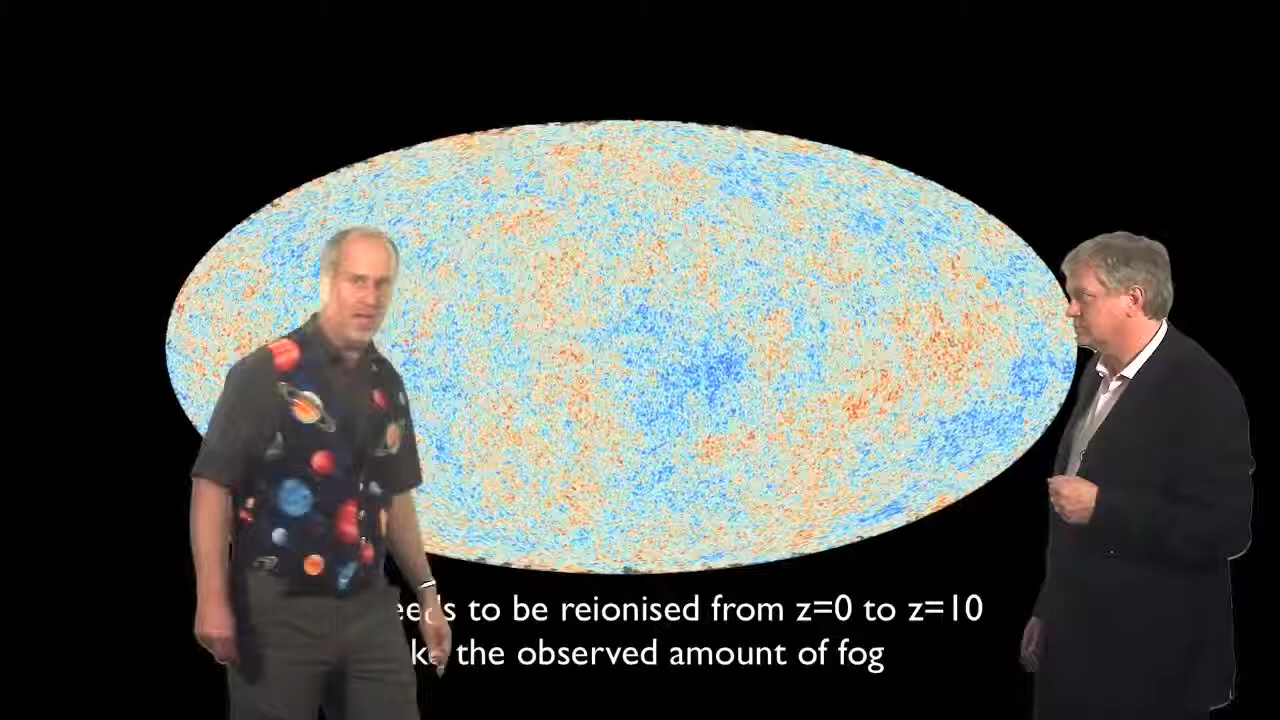 to be reionised from z=0 to z=10
the observed amount of fog